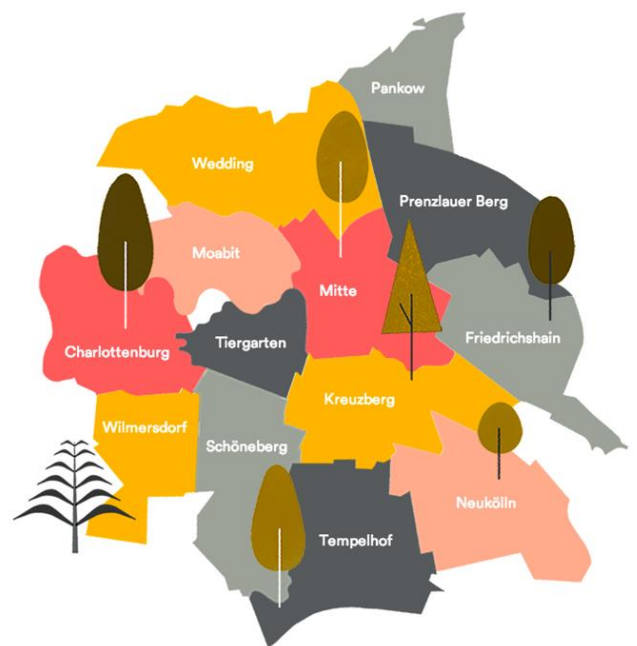 Pankow
Wedding
Prenzlauer Berg
Moabit
Mitte
Charlottenburg
Tiergarten
Friedrichshain
Kreuzberg
Wilmersdorf
Schöneberg
Neukölln
Tempelhof